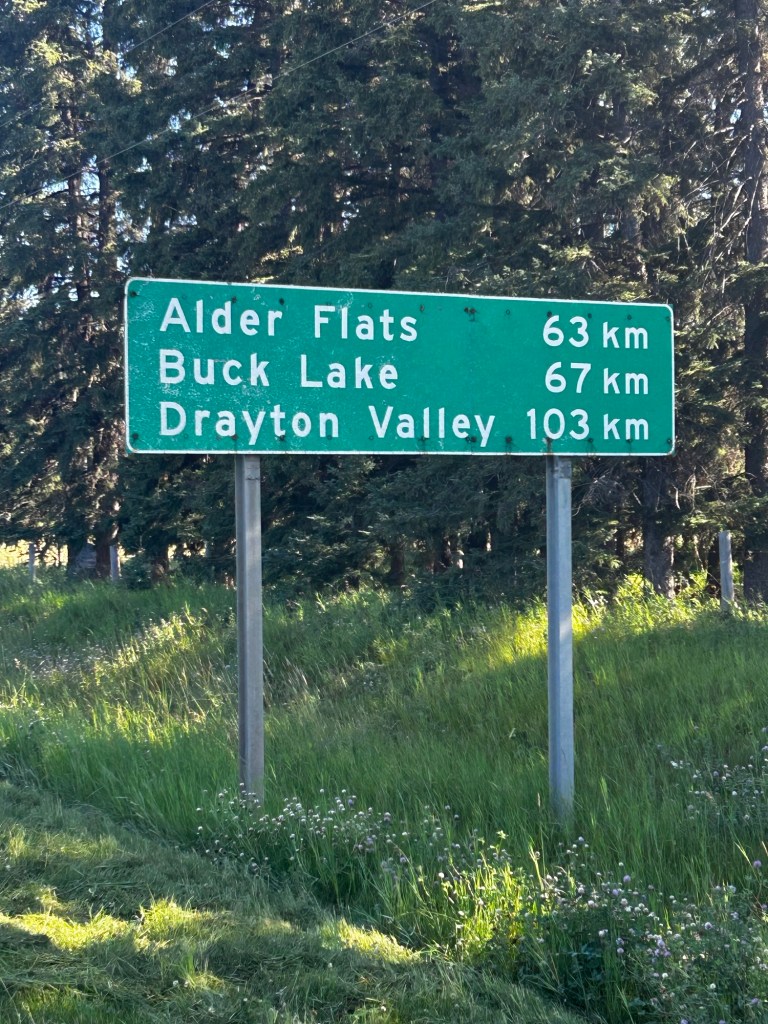 Alder Flats 63 km
Buck Lake 67 km
Drayton Valley 103 km